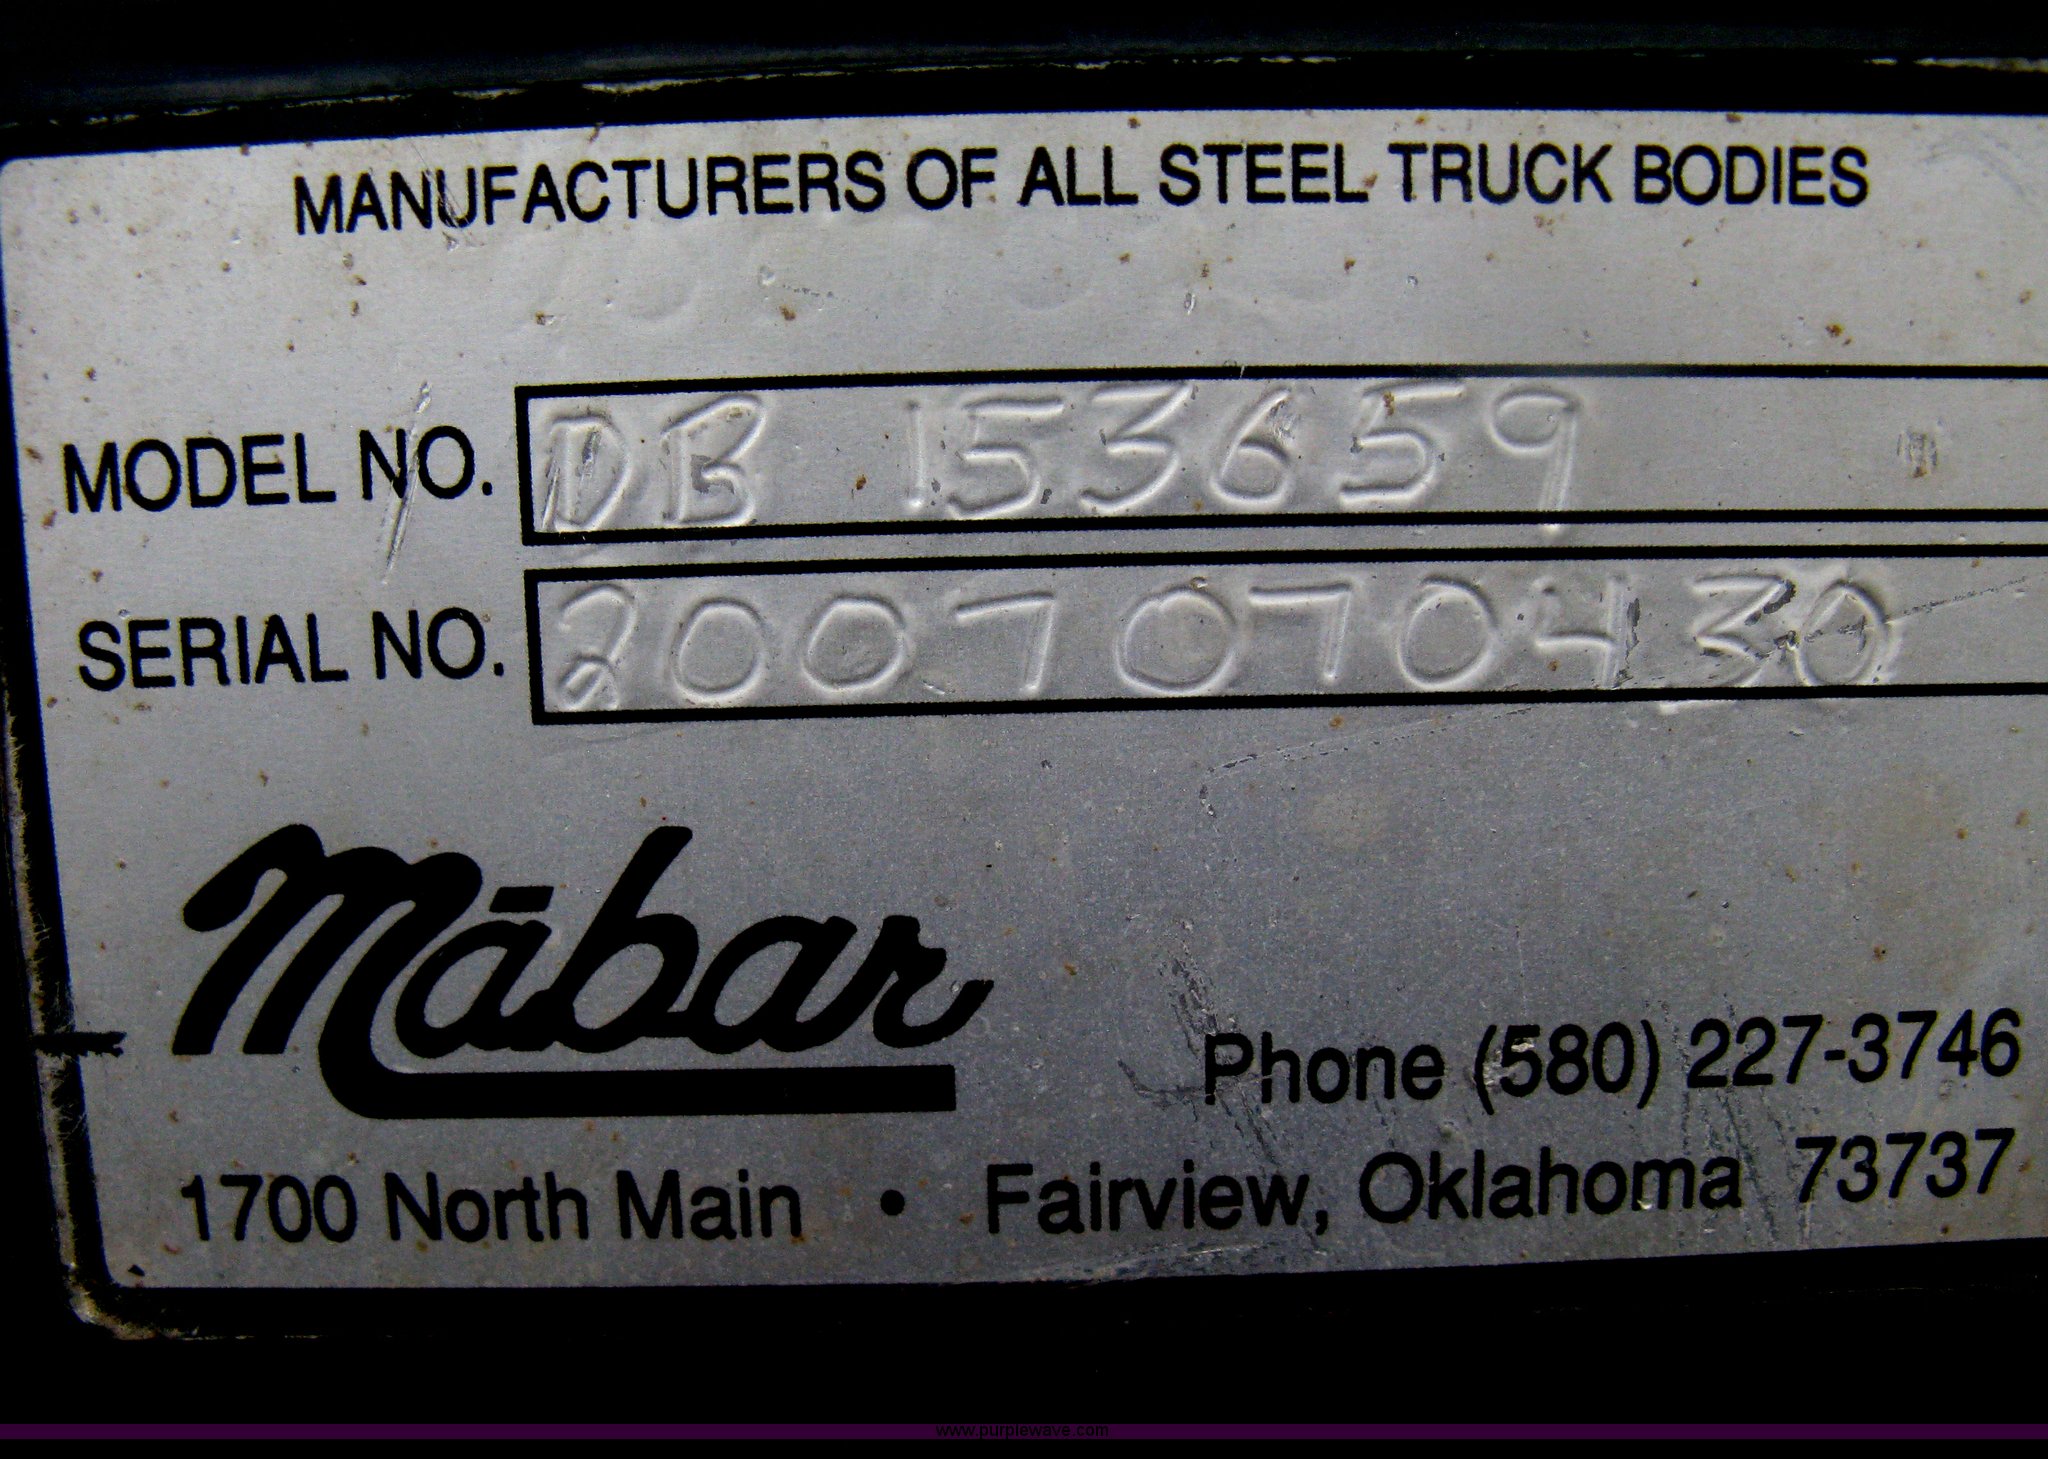 MANUFACTURERS OF ALL STEEL TRUCK BODIES
MODEL NO. DB 153659
SERIAL NO. 2007070430
Mābar
Phone (580) 227-3746
1700 North Main • Fairview, Oklahoma 73737
www.purplewave.com